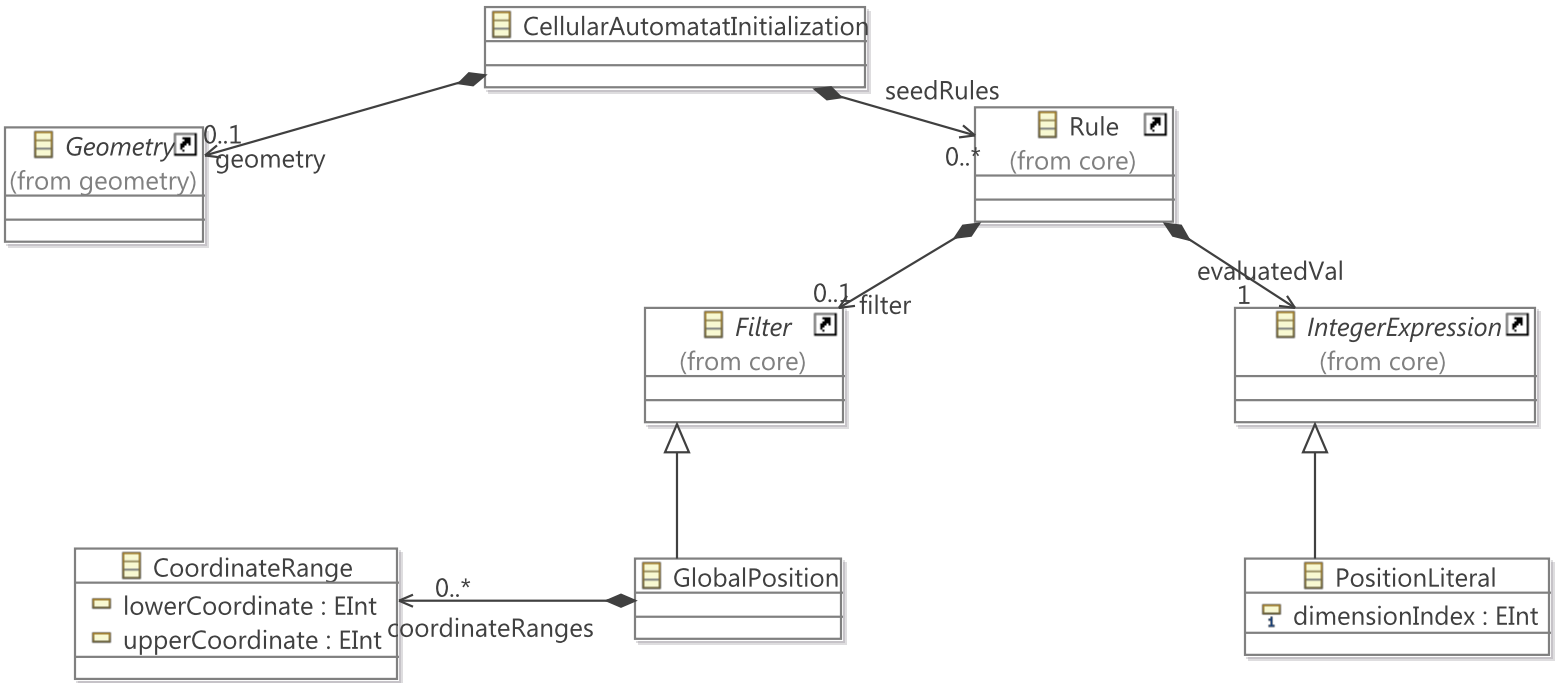 CellularAutomatatInitialization
seedRules
0..*
Rule
(from core)
0..1
geometry
Geometry
(from geometry)
0..1
filter
evaluatedVal
1
Filter
(from core)
IntegerExpression
(from core)
CoordinateRange
lowerCoordinate : EInt
upperCoordinate : EInt
0..*
coordinateRanges
GlobalPosition
PositionLiteral
1
dimensionIndex : EInt